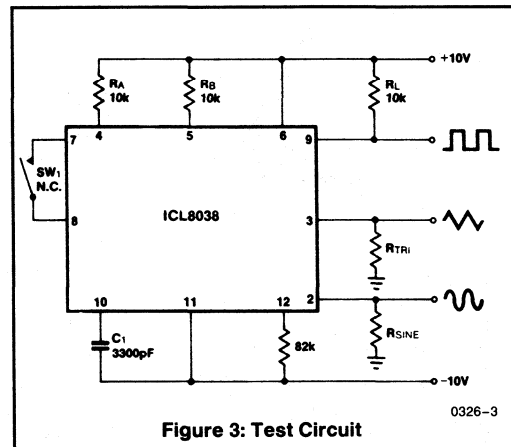 +10V
RA
10k
RB
10k
RL
10k
4
5
6
7
9
SW1
N.C.
ICL8038
8
3
RTRI
2
10
11
12
RSINE
C1
3300pF
82k
-10V
0326-3
Figure 3: Test Circuit